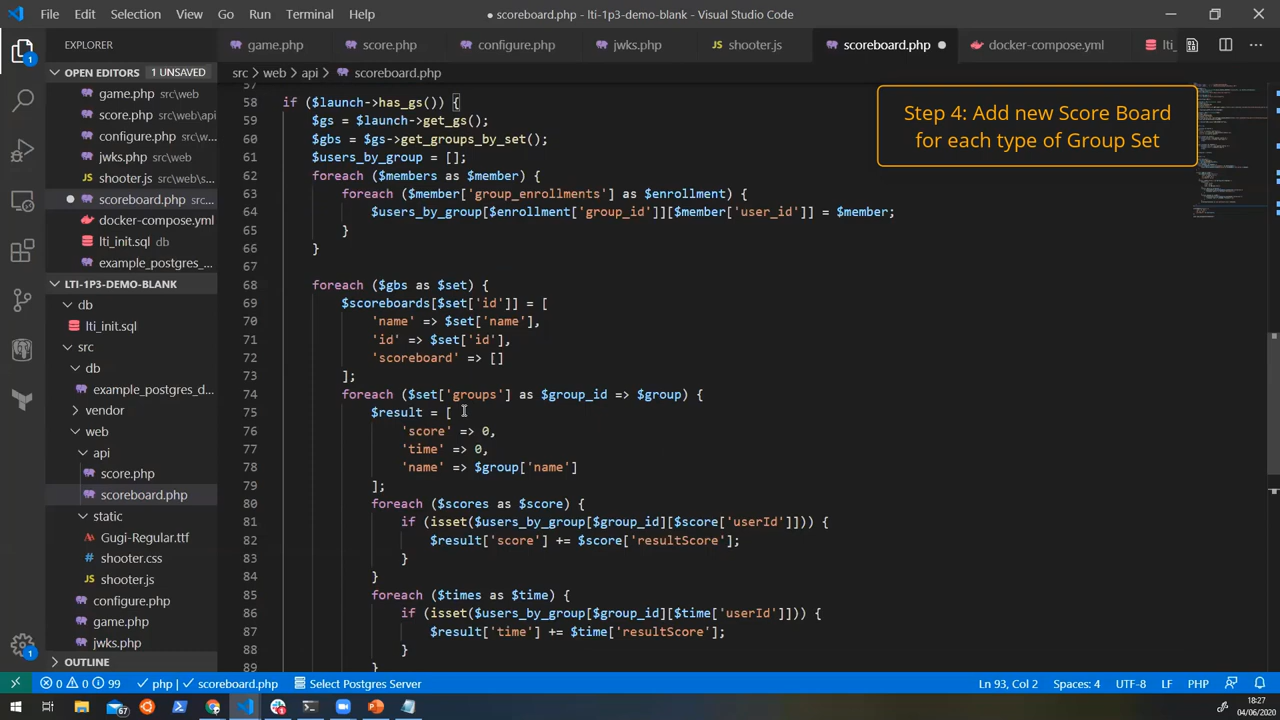 File Edit Selection View Go Run Terminal Help
● scoreboard.php - lti-1p3-demo-blank - Visual Studio Code
EXPLORER
game.php score.php configure.php jwks.php shooter.js scoreboard.php docker-compose.yml lti_
OPEN EDITORS 1 UNSAVED
game.php src\web
score.php src\web\api
configure.php src\w...
jwks.php src\web
shooter.js src\web\s...
scoreboard.php src...
docker-compose.yml
lti_init.sql db
example_postgres_...
LTI-1P3-DEMO-BLANK
db
lti_init.sql
src
db
example_postgres_d...
vendor
web
api
score.php
scoreboard.php
static
Gugi-Regular.ttf
shooter.css
shooter.js
configure.php
game.php
jwks.php
OUTLINE
src > web > api > scoreboard.php
Step 4: Add new Score Board
for each type of Group Set
57
58 if ($launch->has_gs()) {
59 $gs = $launch->get_gs();
60 $gbs = $gs->get_groups_by_set();
61 $users_by_group = [];
62 foreach ($members as $member) {
63 foreach ($member['group_enrollments'] as $enrollment) {
64 $users_by_group[$enrollment['group_id']][$member['user_id']] = $member;
65 }
66 }
67
68 foreach ($gbs as $set) {
69 $scoreboards[$set['id']] = [
70 'name' => $set['name'],
71 'id' => $set['id'],
72 'scoreboard' => []
73 ];
74 foreach ($set['groups'] as $group_id => $group) {
75 $result = [
76 'score' => 0,
77 'time' => 0,
78 'name' => $group['name']
79 ];
80 foreach ($scores as $score) {
81 if (isset($users_by_group[$group_id][$score['userId']])) {
82 $result['score'] += $score['resultScore'];
83 }
84 }
85 foreach ($times as $time) {
86 if (isset($users_by_group[$group_id][$time['userId']])) {
87 $result['time'] += $time['resultScore'];
88 }
89 }
0 0 99 php | scoreboard.php Select Postgres Server Ln 93, Col 2 Spaces: 4 UTF-8 LF PHP
18:27
04/06/2020